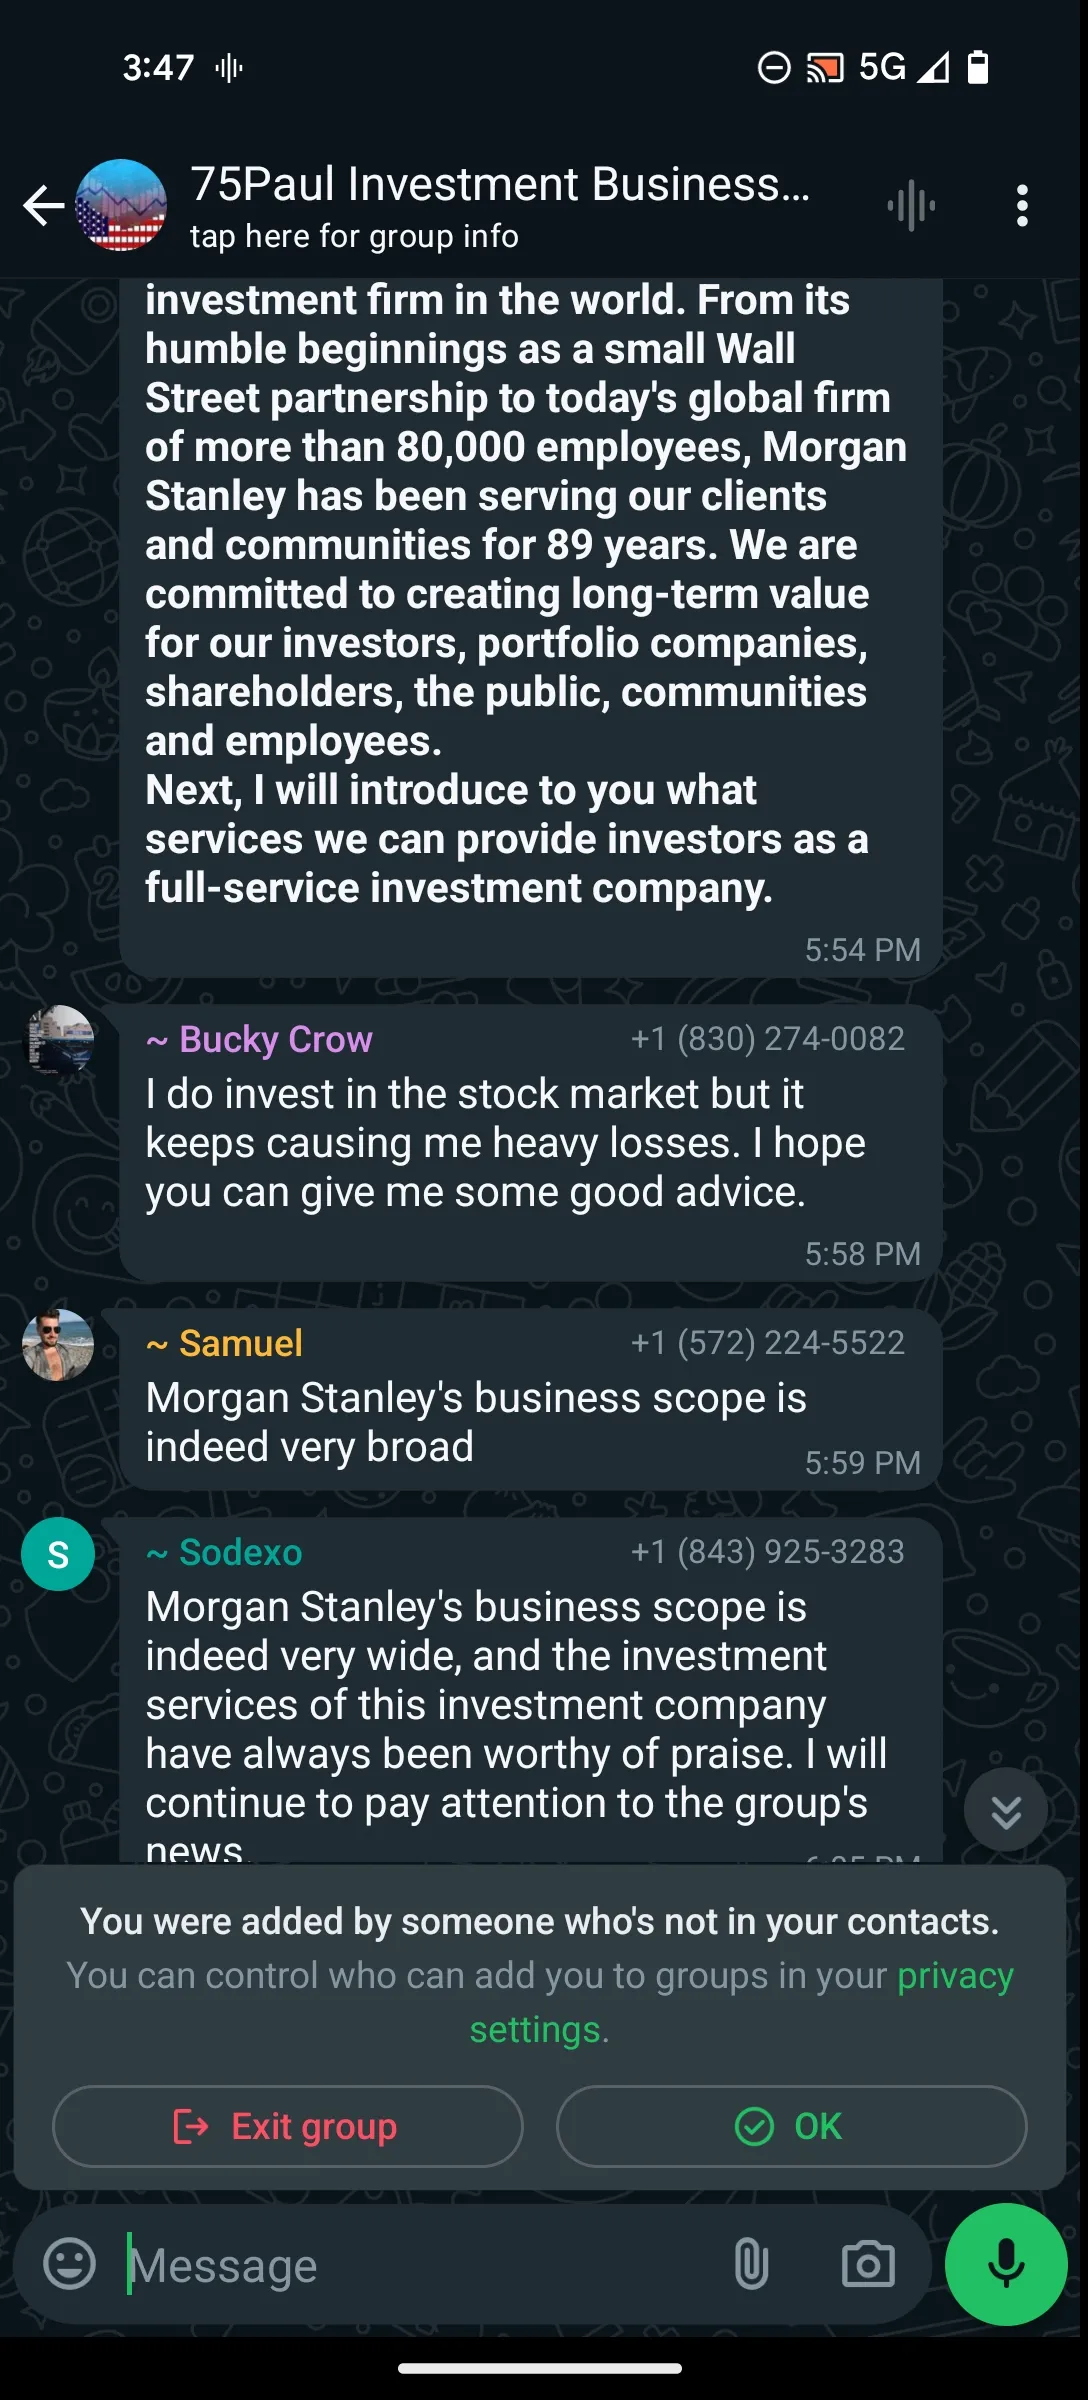 3:47
5G
75Paul Investment Business...
tap here for group info
investment firm in the world. From its
humble beginnings as a small Wall
Street partnership to today's global firm
of more than 80,000 employees, Morgan
Stanley has been serving our clients
and communities for 89 years. We are
committed to creating long-term value
for our investors, portfolio companies,
shareholders, the public, communities
and employees.
Next, I will introduce to you what
services we can provide investors as a
full-service investment company.
5:54 PM
~ Bucky Crow +1 (830) 274-0082
I do invest in the stock market but it
keeps causing me heavy losses. I hope
you can give me some good advice.
5:58 PM
~ Samuel +1 (572) 224-5522
Morgan Stanley's business scope is
indeed very broad
5:59 PM
S
~ Sodexo +1 (843) 925-3283
Morgan Stanley's business scope is
indeed very wide, and the investment
services of this investment company
have always been worthy of praise. I will
continue to pay attention to the group's
news.
You were added by someone who's not in your contacts.
You can control who can add you to groups in your privacy
settings.
Exit group
OK
Message